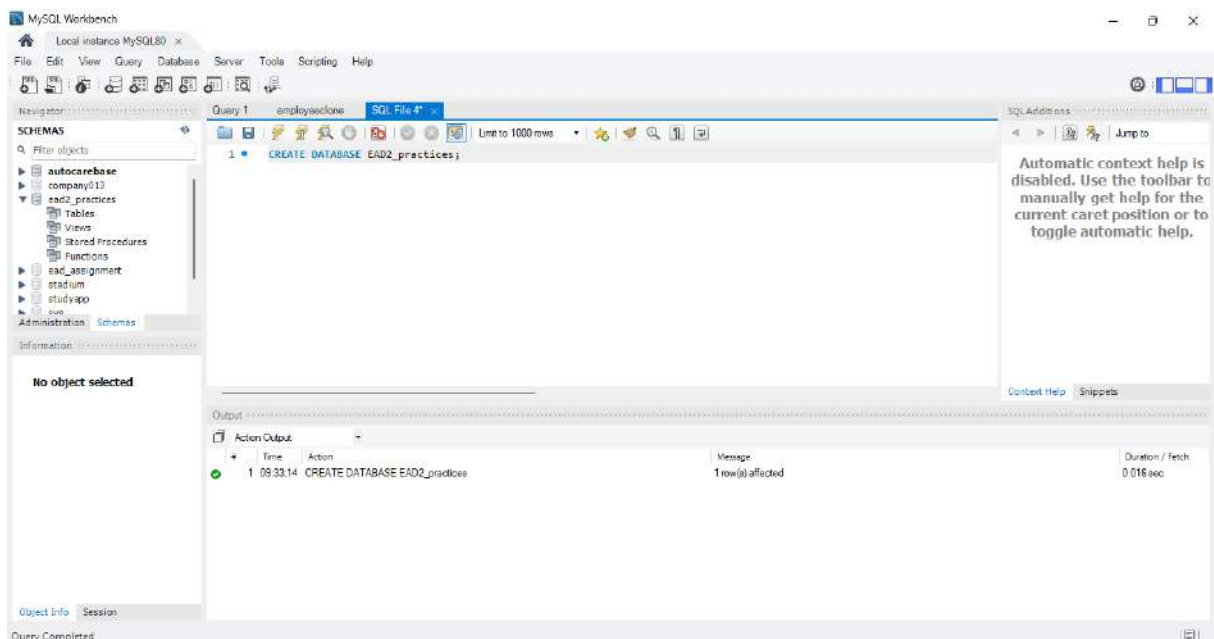 MySQL Workbench
Local instance MySQL80 ×
File Edit View Query Database Server Tools Scripting Help
Navigator
SCHEMAS
Filter objects
autocarebase
company013
ead2_practices
Tables
Views
Stored Procedures
Functions
ead_assignment
stadium
studyapp
sys
Administration Schemas
Information
No object selected
Object Info Session
Query 1 employeeclone SQL File 4* ×
Limit to 1000 rows
1 CREATE DATABASE EAD2_practices;
SQLAdditions
Jump to
Automatic context help is
disabled. Use the toolbar to
manually get help for the
current caret position or to
toggle automatic help.
Context Help Snippets
Output
Action Output
# Time Action Message Duration / Fetch
1 09:33:14 CREATE DATABASE EAD2_practices 1 row(s) affected 0.016 sec
Query Completed